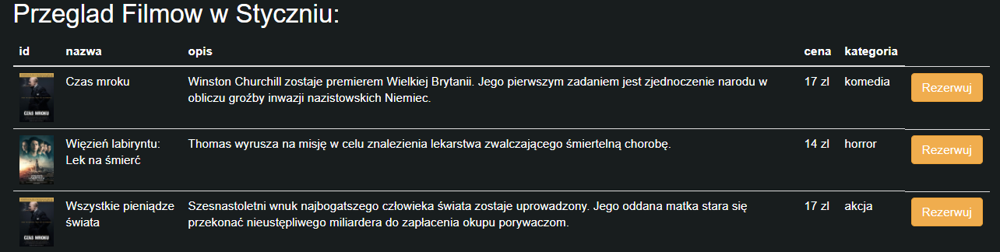 Przeglad Filmow w Styczniu:
id nazwa opis cena kategoria
Czas mroku Winston Churchill zostaje premierem Wielkiej Brytanii. Jego pierwszym zadaniem jest zjednoczenie narodu w 17 zl komedia Rezerwuj
obliczu groźby inwazji nazistowskich Niemiec.
CZAS MROKU
Więzień labiryntu: Thomas wyrusza na misję w celu znalezienia lekarstwa zwalczającego śmiertelną chorobę. 14 zl horror Rezerwuj
Lek na śmierć
Wszystkie pieniądze Szesnastoletni wnuk najbogatszego człowieka świata zostaje uprowadzony. Jego oddana matka stara się 17 zl akcja Rezerwuj
świata przekonać nieustępliwego miliardera do zapłacenia okupu porywaczom.
CZAS MROKU